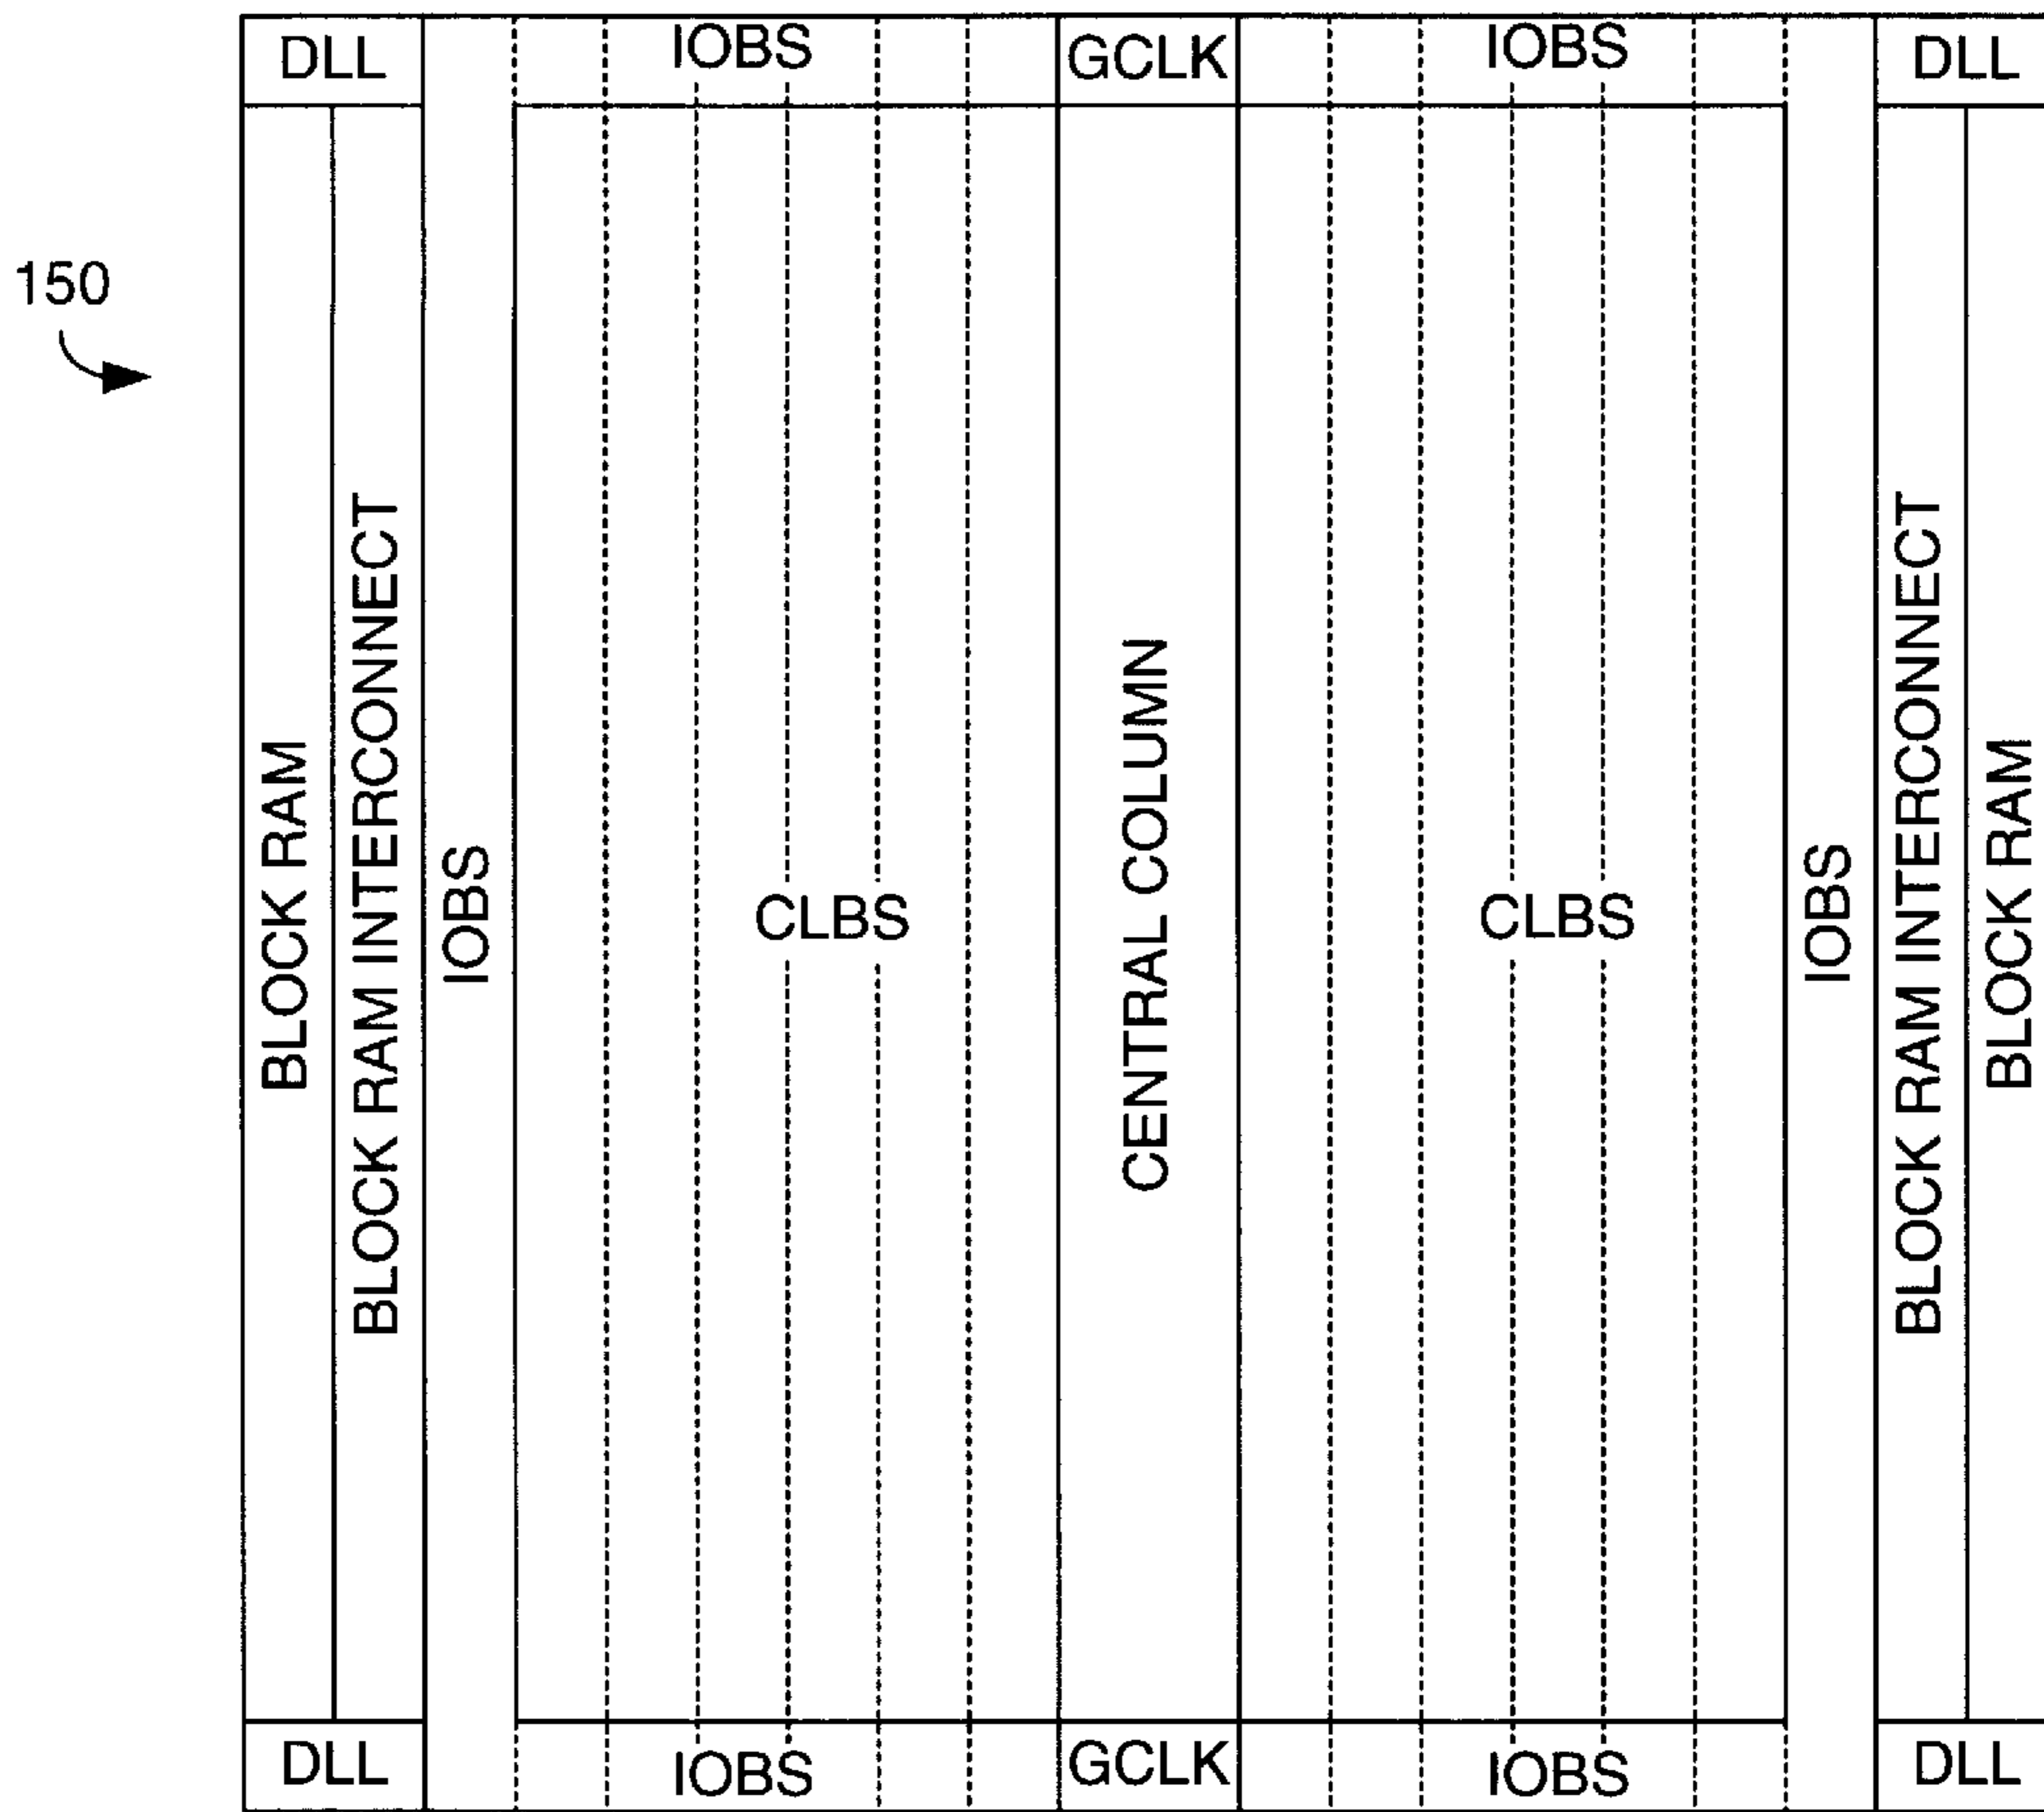 DLL
IOBS
GCLK
IOBS
DLL
150
BLOCK RAM
BLOCK RAM INTERCONNECT
IOBS
CLBS
CENTRAL COLUMN
CLBS
IOBS
BLOCK RAM INTERCONNECT
BLOCK RAM
DLL
IOBS
GCLK
IOBS
DLL